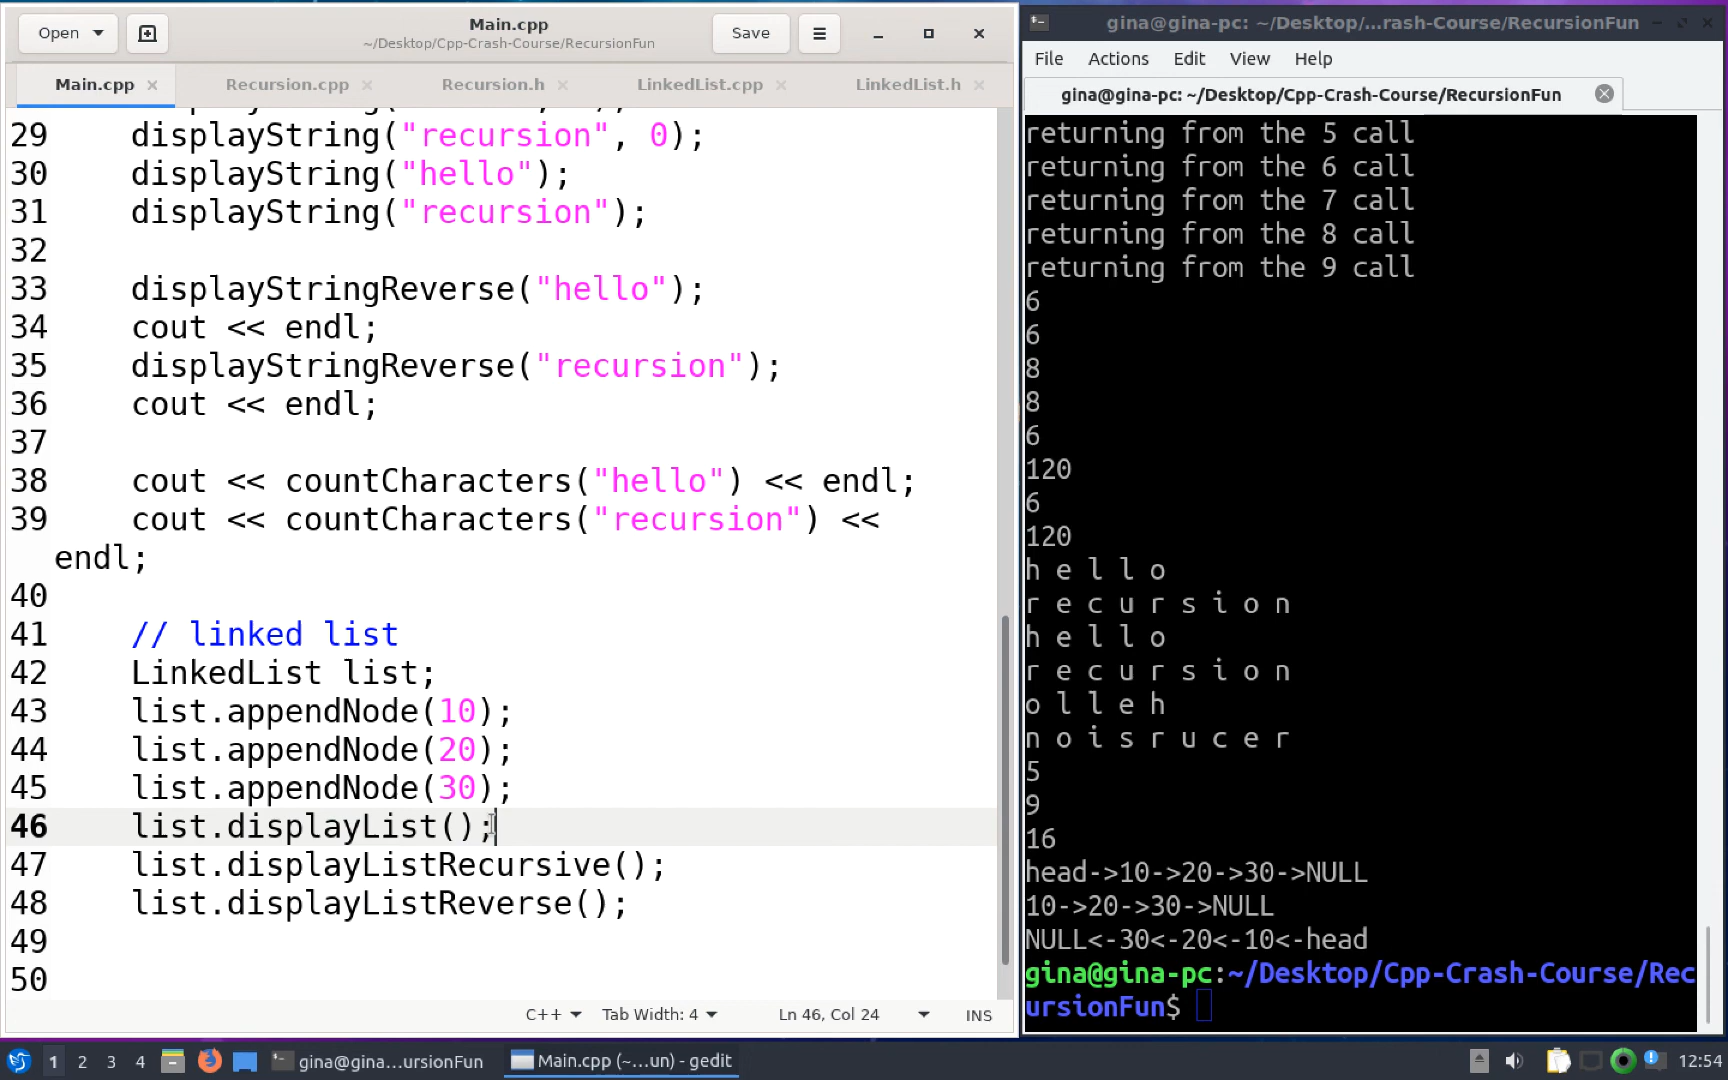 Open
Main.cpp
~/Desktop/Cpp-Crash-Course/RecursionFun
Save
Main.cpp
Recursion.cpp
Recursion.h
LinkedList.cpp
LinkedList.h
29 displayString("recursion", 0);
30 displayString("hello");
31 displayString("recursion");
32
33 displayStringReverse("hello");
34 cout << endl;
35 displayStringReverse("recursion");
36 cout << endl;
37
38 cout << countCharacters("hello") << endl;
39 cout << countCharacters("recursion") <<
endl;
40
41 // linked list
42 LinkedList list;
43 list.appendNode(10);
44 list.appendNode(20);
45 list.appendNode(30);
46 list.displayList();
47 list.displayListRecursive();
48 list.displayListReverse();
49
50
C++
Tab Width: 4
Ln 46, Col 24
INS
gina@gina-pc: ~/Desktop/...rash-Course/RecursionFun
File Actions Edit View Help
gina@gina-pc: ~/Desktop/Cpp-Crash-Course/RecursionFun
returning from the 5 call
returning from the 6 call
returning from the 7 call
returning from the 8 call
returning from the 9 call
6
6
8
8
6
120
6
120
h e l l o
r e c u r s i o n
h e l l o
r e c u r s i o n
o l l e h
n o i s r u c e r
5
9
16
head->10->20->30->NULL
10->20->30->NULL
NULL<-30<-20<-10<-head
gina@gina-pc:~/Desktop/Cpp-Crash-Course/Rec
ursionFun$
1 2 3 4
gina@gina...ursionFun
Main.cpp (~...un) - gedit
12:54